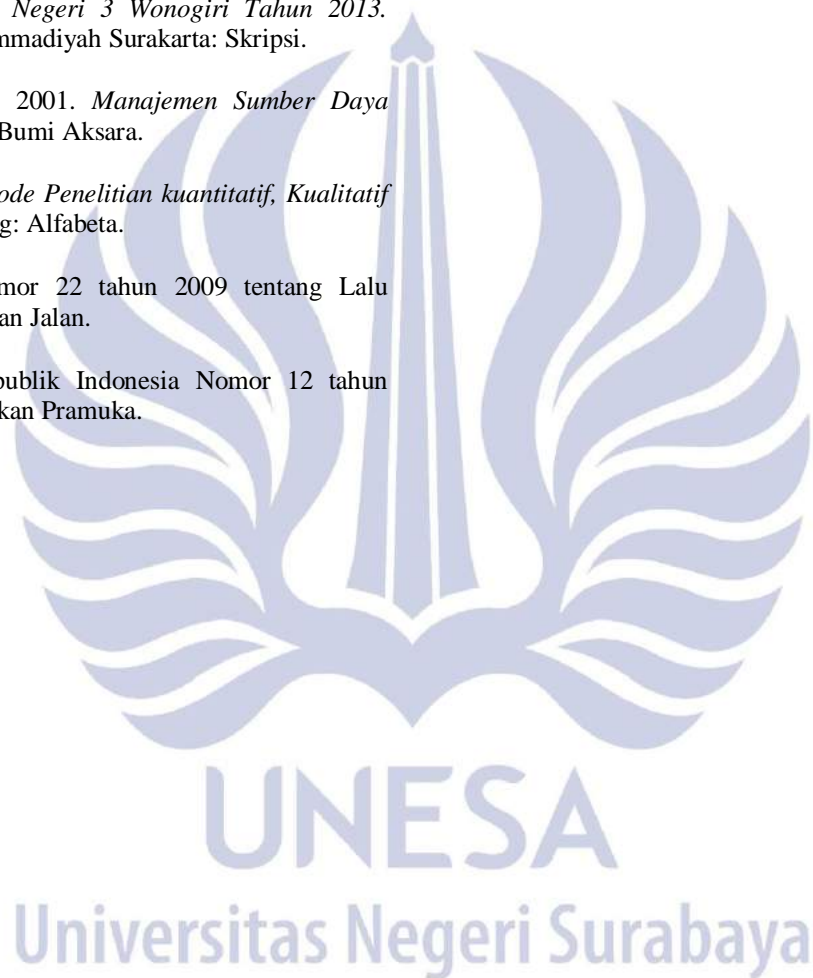 Negeri 3 Wonogiri Tahun 2013.
mmadiyah Surakarta: Skripsi.
2001. Manajemen Sumber Daya
Bumi Aksara.
ode Penelitian kuantitatif, Kualitatif
g: Alfabeta.
mor 22 tahun 2009 tentang Lalu
an Jalan.
publik Indonesia Nomor 12 tahun
kan Pramuka.
UNESA
Universitas Negeri Surabaya